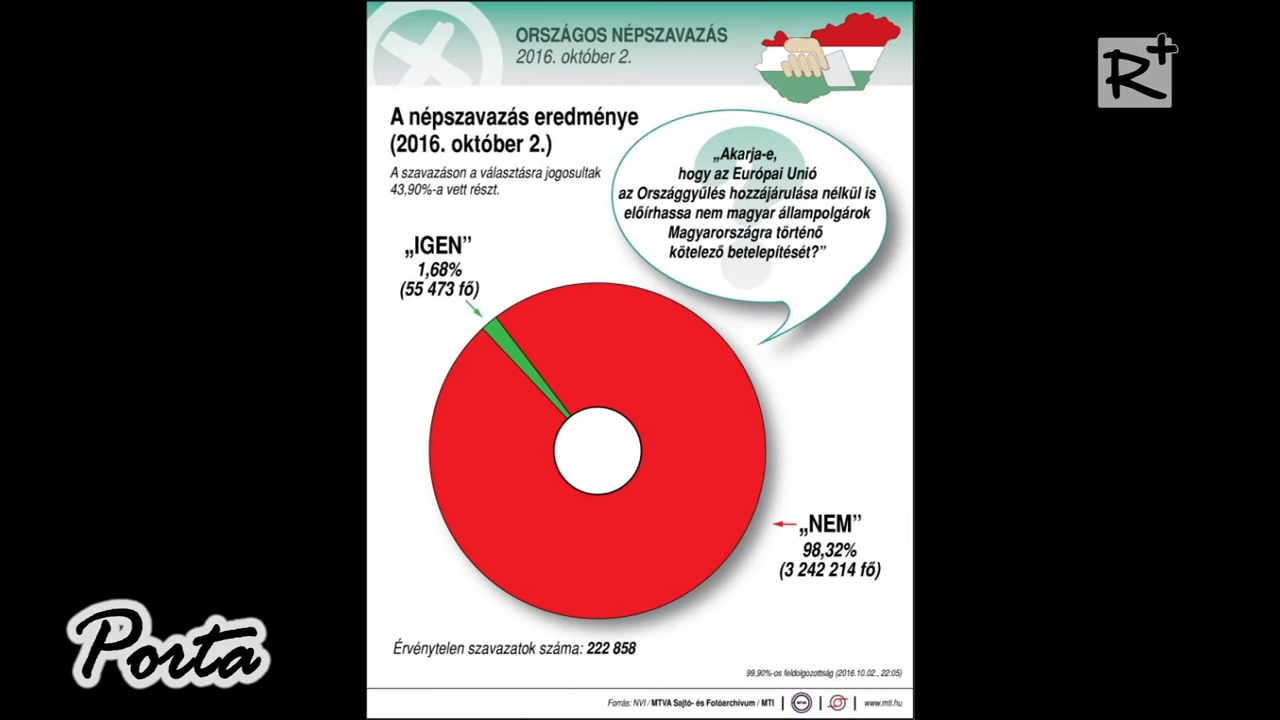 ORSZÁGOS NÉPSZAVAZÁS
2016. október 2.
R+
A népszavazás eredménye
(2016. október 2.)
A szavazáson a választásra jogosultak
43,90%-a vett részt.
„Akarja-e,
hogy az Európai Unió
az Országgyűlés hozzájárulása nélkül is
előírhassa nem magyar állampolgárok
Magyarországra történő
kötelező betelepítését?”
„IGEN”
1,68%
(55 473 fő)
„NEM”
98,32%
(3 242 214 fő)
Porta
Érvénytelen szavazatok száma: 222 858
99,90%-os feldolgozottság (2016.10.02., 22:05)
Forrás: NVI / MTVA Sajtó- és Fotóarchívum / MTI | | | www.mti.hu